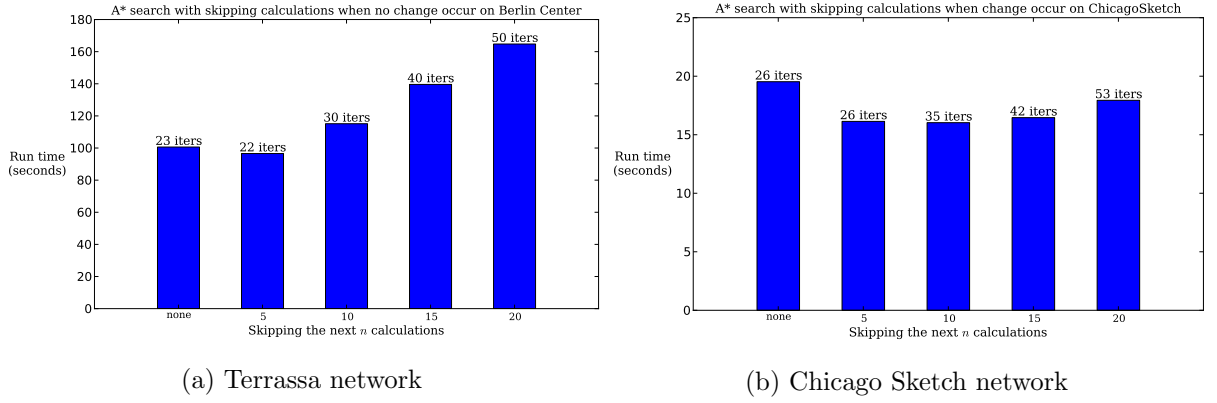 A* search with skipping calculations when no change occur on Berlin Center
180
160
140
120
100
80
60
40
20
0
Run time
(seconds)
23 iters
22 iters
30 iters
40 iters
50 iters
none
5
10
15
20
Skipping the next n calculations
(a) Terrassa network
A* search with skipping calculations when change occur on ChicagoSketch
25
20
15
10
5
0
Run time
(seconds)
26 iters
26 iters
35 iters
42 iters
53 iters
none
5
10
15
20
Skipping the next n calculations
(b) Chicago Sketch network